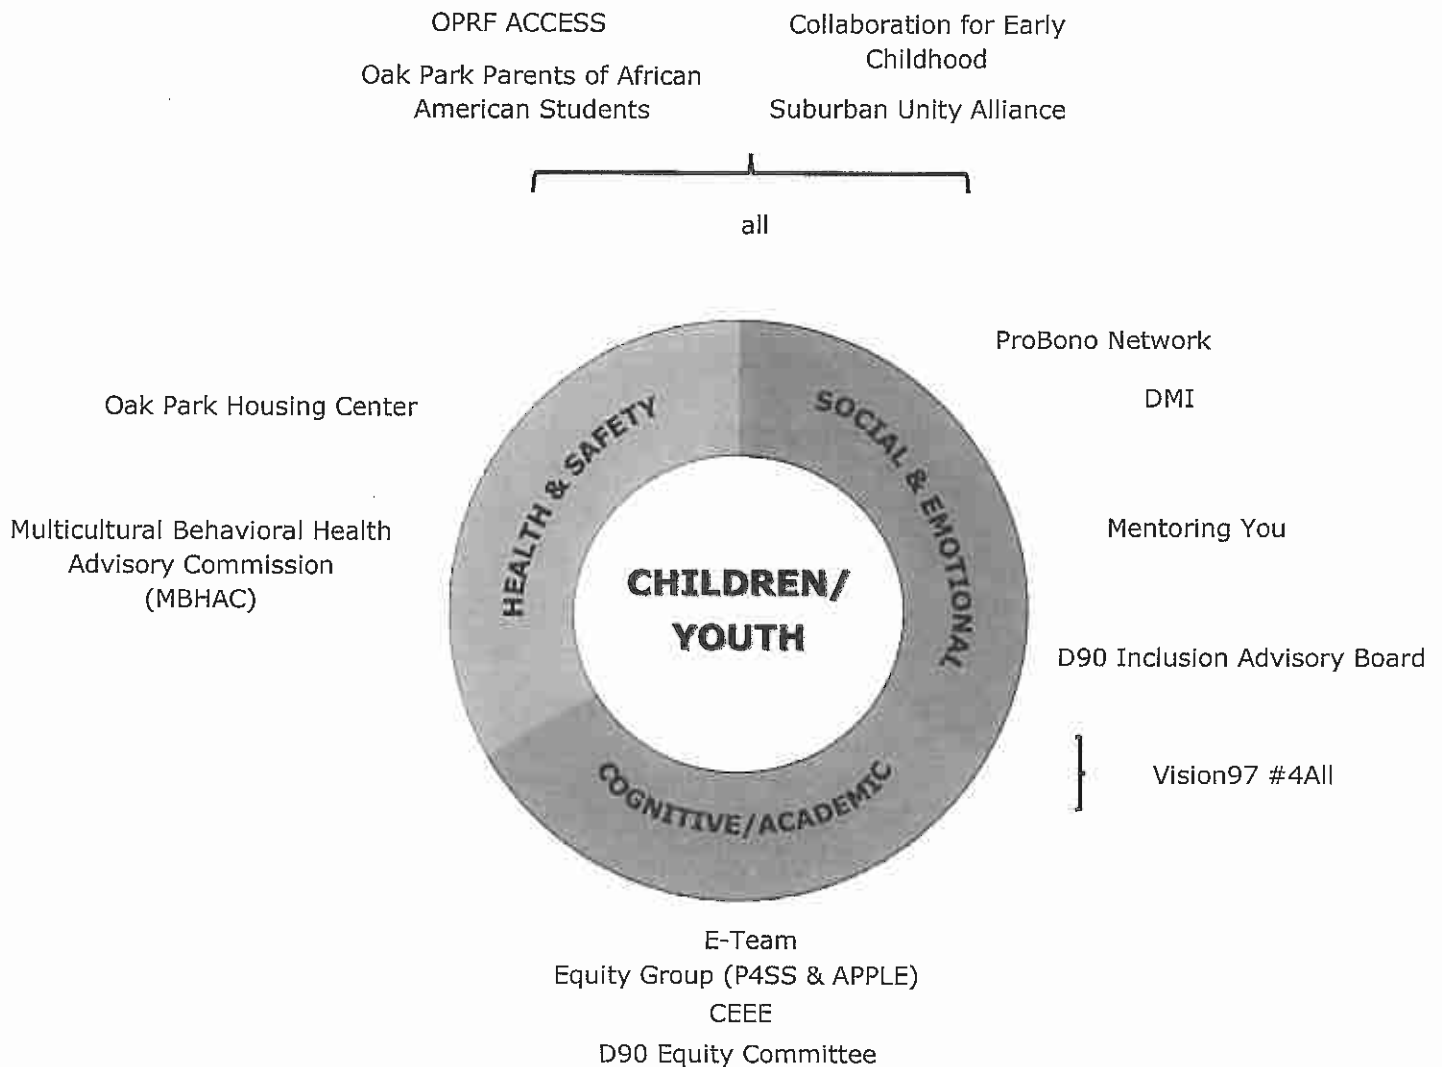 OPRF ACCESS
Oak Park Parents of African
American Students
Collaboration for Early
Childhood
Suburban Unity Alliance
all
ProBono Network
DMI
Oak Park Housing Center
HEALTH & SAFETY
SOCIAL & EMOTIONAL
Multicultural Behavioral Health
Advisory Commission
(MBHAC)
CHILDREN/
YOUTH
Mentoring You
D90 Inclusion Advisory Board
Vision97 #4All
COGNITIVE/ACADEMIC
E-Team
Equity Group (P4SS & APPLE)
CEEE
D90 Equity Committee